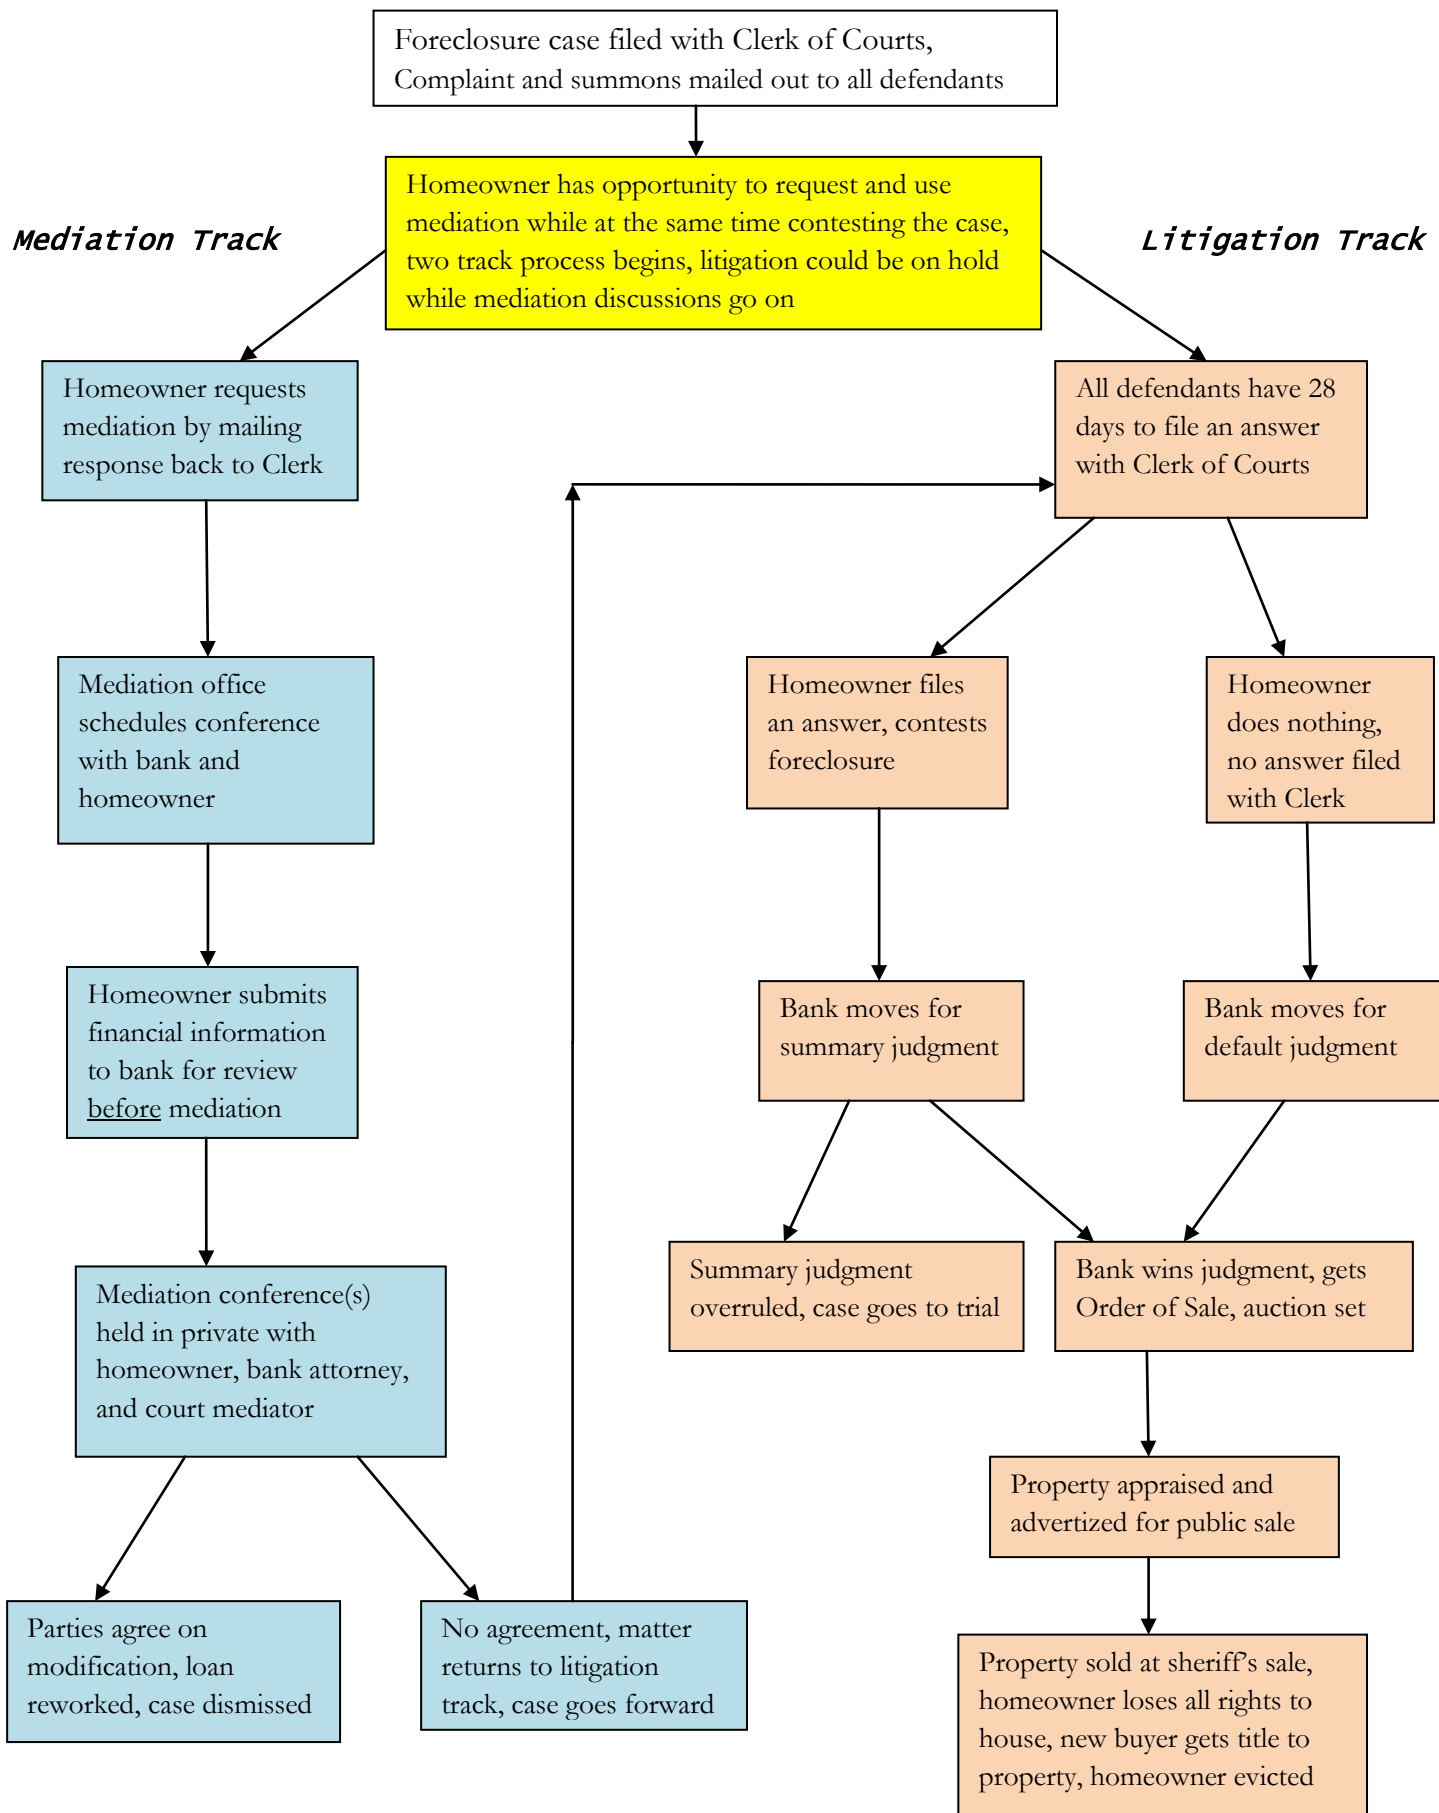 Foreclosure case filed with Clerk of Courts,
Complaint and summons mailed out to all defendants
Homeowner has opportunity to request and use
mediation while at the same time contesting the case,
two track process begins, litigation could be on hold
while mediation discussions go on
Mediation Track
Litigation Track
Homeowner requests
mediation by mailing
response back to Clerk
All defendants have 28
days to file an answer
with Clerk of Courts
Mediation office
schedules conference
with bank and
homeowner
Homeowner files
an answer, contests
foreclosure
Homeowner
does nothing,
no answer filed
with Clerk
Homeowner submits
financial information
to bank for review
before mediation
Bank moves for
summary judgment
Bank moves for
default judgment
Mediation conference(s)
held in private with
homeowner, bank attorney,
and court mediator
Summary judgment
overruled, case goes to trial
Bank wins judgment, gets
Order of Sale, auction set
Property appraised and
advertized for public sale
Parties agree on
modification, loan
reworked, case dismissed
No agreement, matter
returns to litigation
track, case goes forward
Property sold at sheriff's sale,
homeowner loses all rights to
house, new buyer gets title to
property, homeowner evicted